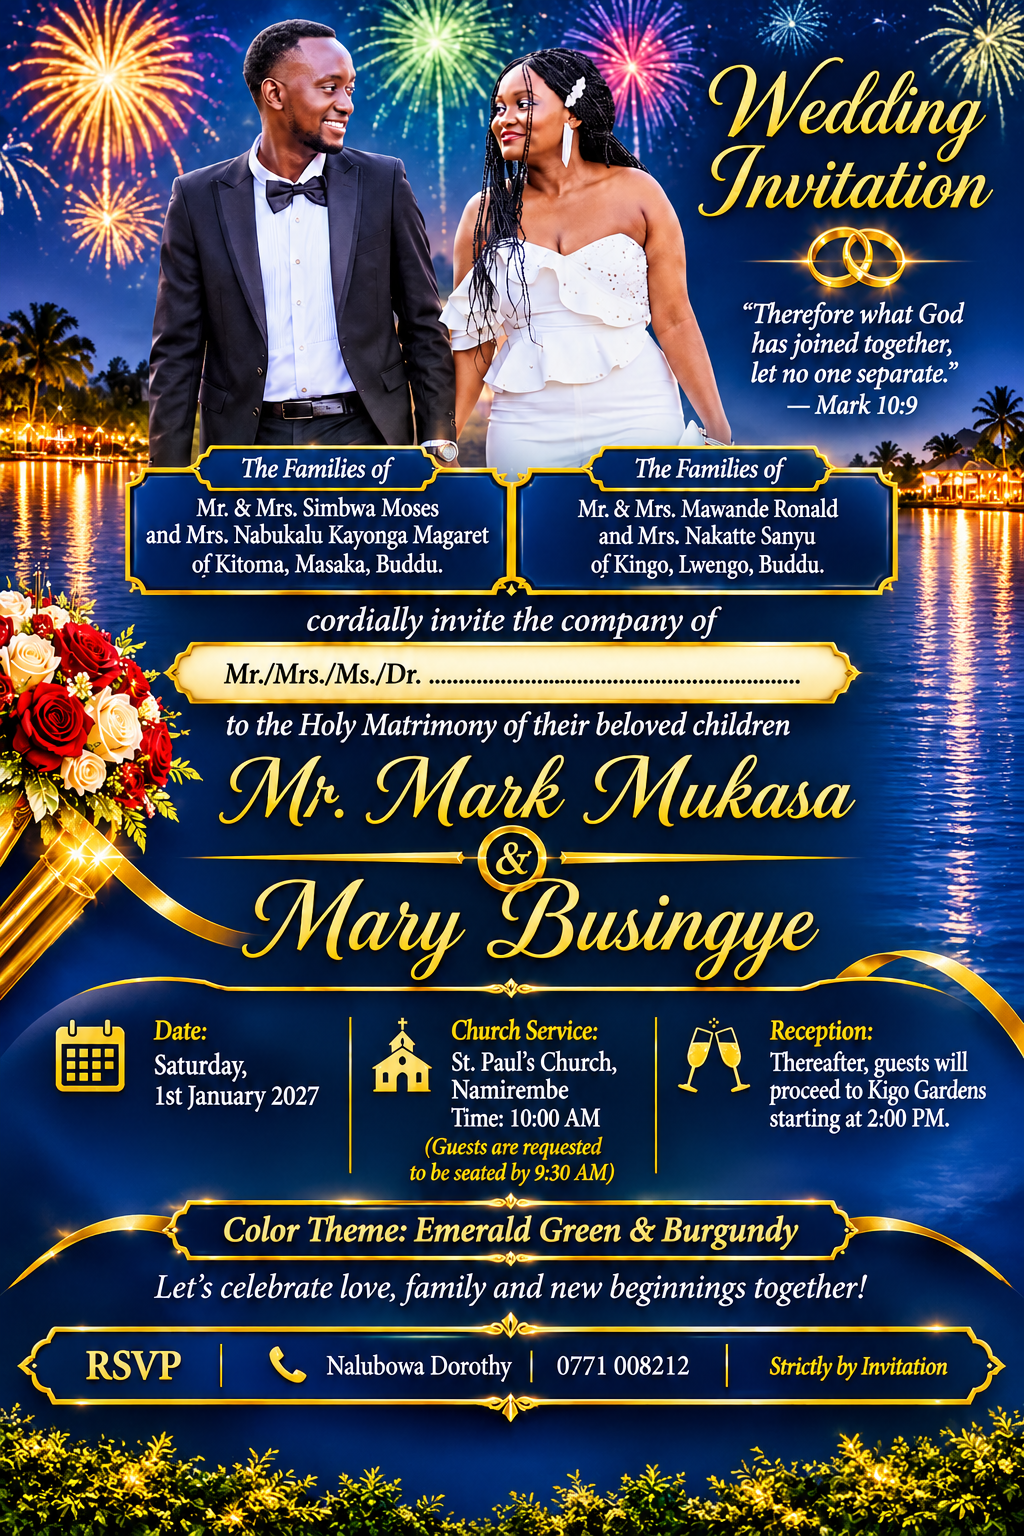 Wedding
Invitation
“Therefore what God
has joined together,
let no one separate.”
— Mark 10:9
The Families of
Mr. & Mrs. Simbwa Moses
and Mrs. Nabukalu Kayonga Magaret
of Kitoma, Masaka, Buddu.
The Families of
Mr. & Mrs. Mawande Ronald
and Mrs. Nakatte Sanyu
of Kingo, Lwengo, Buddu.
cordially invite the company of
Mr./Mrs./Ms./Dr. ................................................................
to the Holy Matrimony of their beloved children
Mr. Mark Mukasa
&
Mary Busingye
Date:
Saturday,
1st January 2027
Church Service:
St. Paul’s Church,
Namirembe
Time: 10:00 AM
(Guests are requested
to be seated by 9:30 AM)
Reception:
Thereafter, guests will
proceed to Kigo Gardens
starting at 2:00 PM.
Color Theme: Emerald Green & Burgundy
Let’s celebrate love, family and new beginnings together!
RSVP | Nalubowa Dorothy | 0771 008212 | Strictly by Invitation